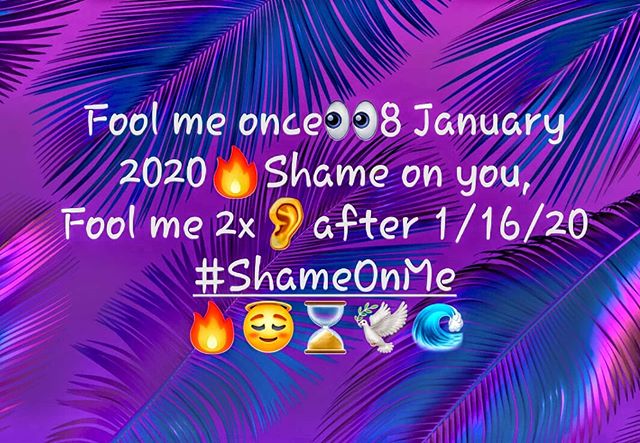 Fool me once👀8 January
2020🔥Shame on you,
Fool me 2x👂after 1/16/20
#ShameOnMe
🔥😇⌛🕊🌊